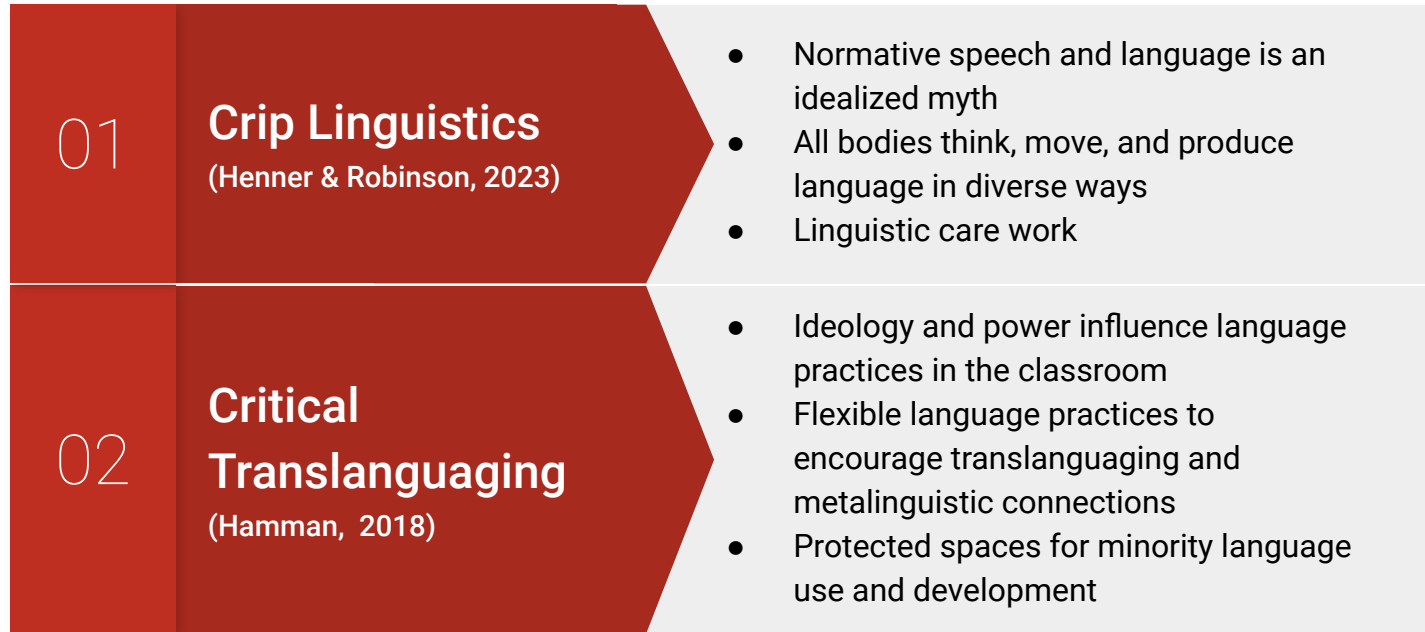 01
Crip Linguistics
(Henner & Robinson, 2023)
● Normative speech and language is an
idealized myth
● All bodies think, move, and produce
language in diverse ways
● Linguistic care work
02
Critical
Translanguaging
(Hamman, 2018)
● Ideology and power influence language
practices in the classroom
● Flexible language practices to
encourage translanguaging and
metalinguistic connections
● Protected spaces for minority language
use and development